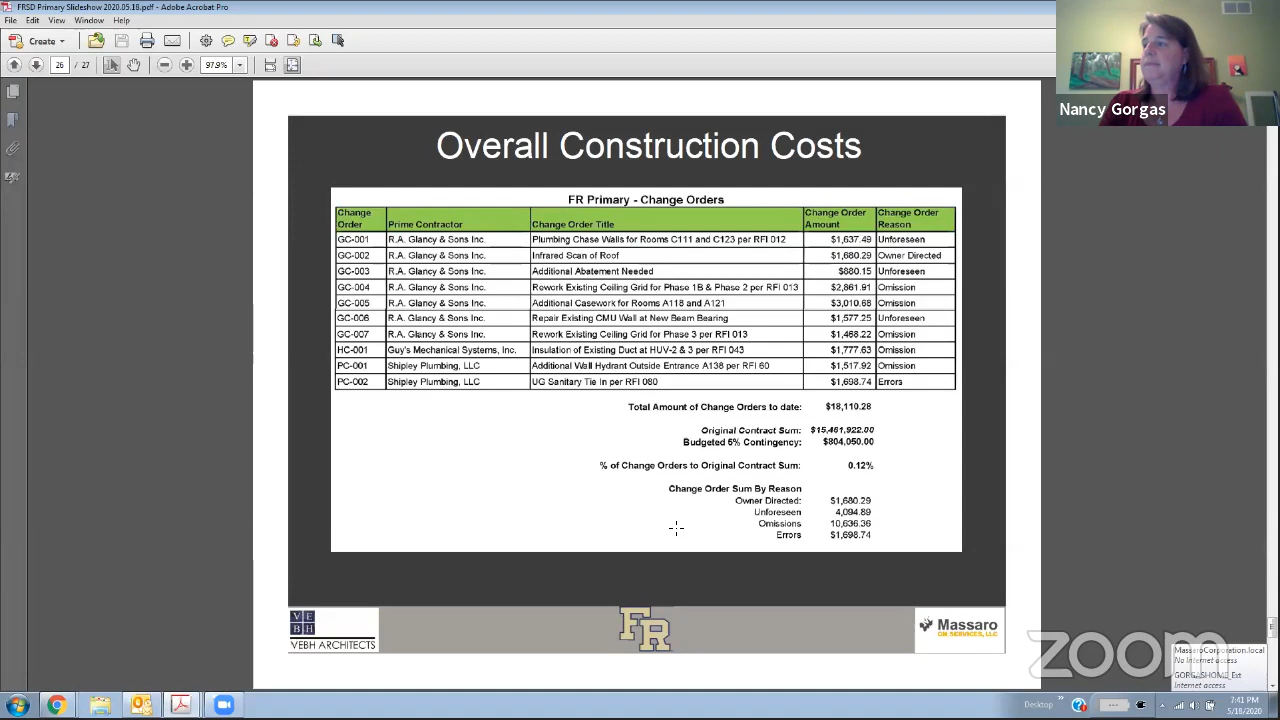 FRSD Primary Slideshow 2020.05.18.pdf - Adobe Acrobat Pro
File Edit View Window Help
Create
26 / 27 97.9%
Nancy Gorgas
Overall Construction Costs
FR Primary - Change Orders
Change Order Prime Contractor Change Order Title Change Order Amount Change Order Reason
GC-001 R.A. Glancy & Sons Inc. Plumbing Chase Walls for Rooms C111 and C123 per RFI 012 $1,637.49 Unforeseen
GC-002 R.A. Glancy & Sons Inc. Infrared Scan of Roof $1,680.29 Owner Directed
GC-003 R.A. Glancy & Sons Inc. Additional Abatement Needed $880.15 Unforeseen
GC-004 R.A. Glancy & Sons Inc. Rework Existing Ceiling Grid for Phase 1B & Phase 2 per RFI 013 $2,861.91 Omission
GC-005 R.A. Glancy & Sons Inc. Additional Casework for Rooms A118 and A121 $3,010.68 Omission
GC-006 R.A. Glancy & Sons Inc. Repair Existing CMU Wall at New Beam Bearing $1,577.25 Unforeseen
GC-007 R.A. Glancy & Sons Inc. Rework Existing Ceiling Grid for Phase 3 per RFI 013 $1,468.22 Omission
HC-001 Guy's Mechanical Systems, Inc. Insulation of Existing Duct at HUV-2 & 3 per RFI 043 $1,777.63 Omission
PC-001 Shipley Plumbing, LLC Additional Wall Hydrant Outside Entrance A138 per RFI 60 $1,517.92 Omission
PC-002 Shipley Plumbing, LLC UG Sanitary Tie In per RFI 080 $1,698.74 Errors
Total Amount of Change Orders to date: $18,110.28
Original Contract Sum: $15,461,922.00
Budgeted 5% Contingency: $804,050.00
% of Change Orders to Original Contract Sum: 0.12%
Change Order Sum By Reason
Owner Directed: $1,680.29
Unforeseen 4,094.89
Omissions 10,636.36
Errors $1,698.74
VEBH
VEBH ARCHITECTS
FR
Massaro
CM SERVICES, LLC
zoom
MassaroCorporation.local
No Internet access
GORGASHOME_Ext
Internet access
Desktop
7:41 PM
5/18/2020